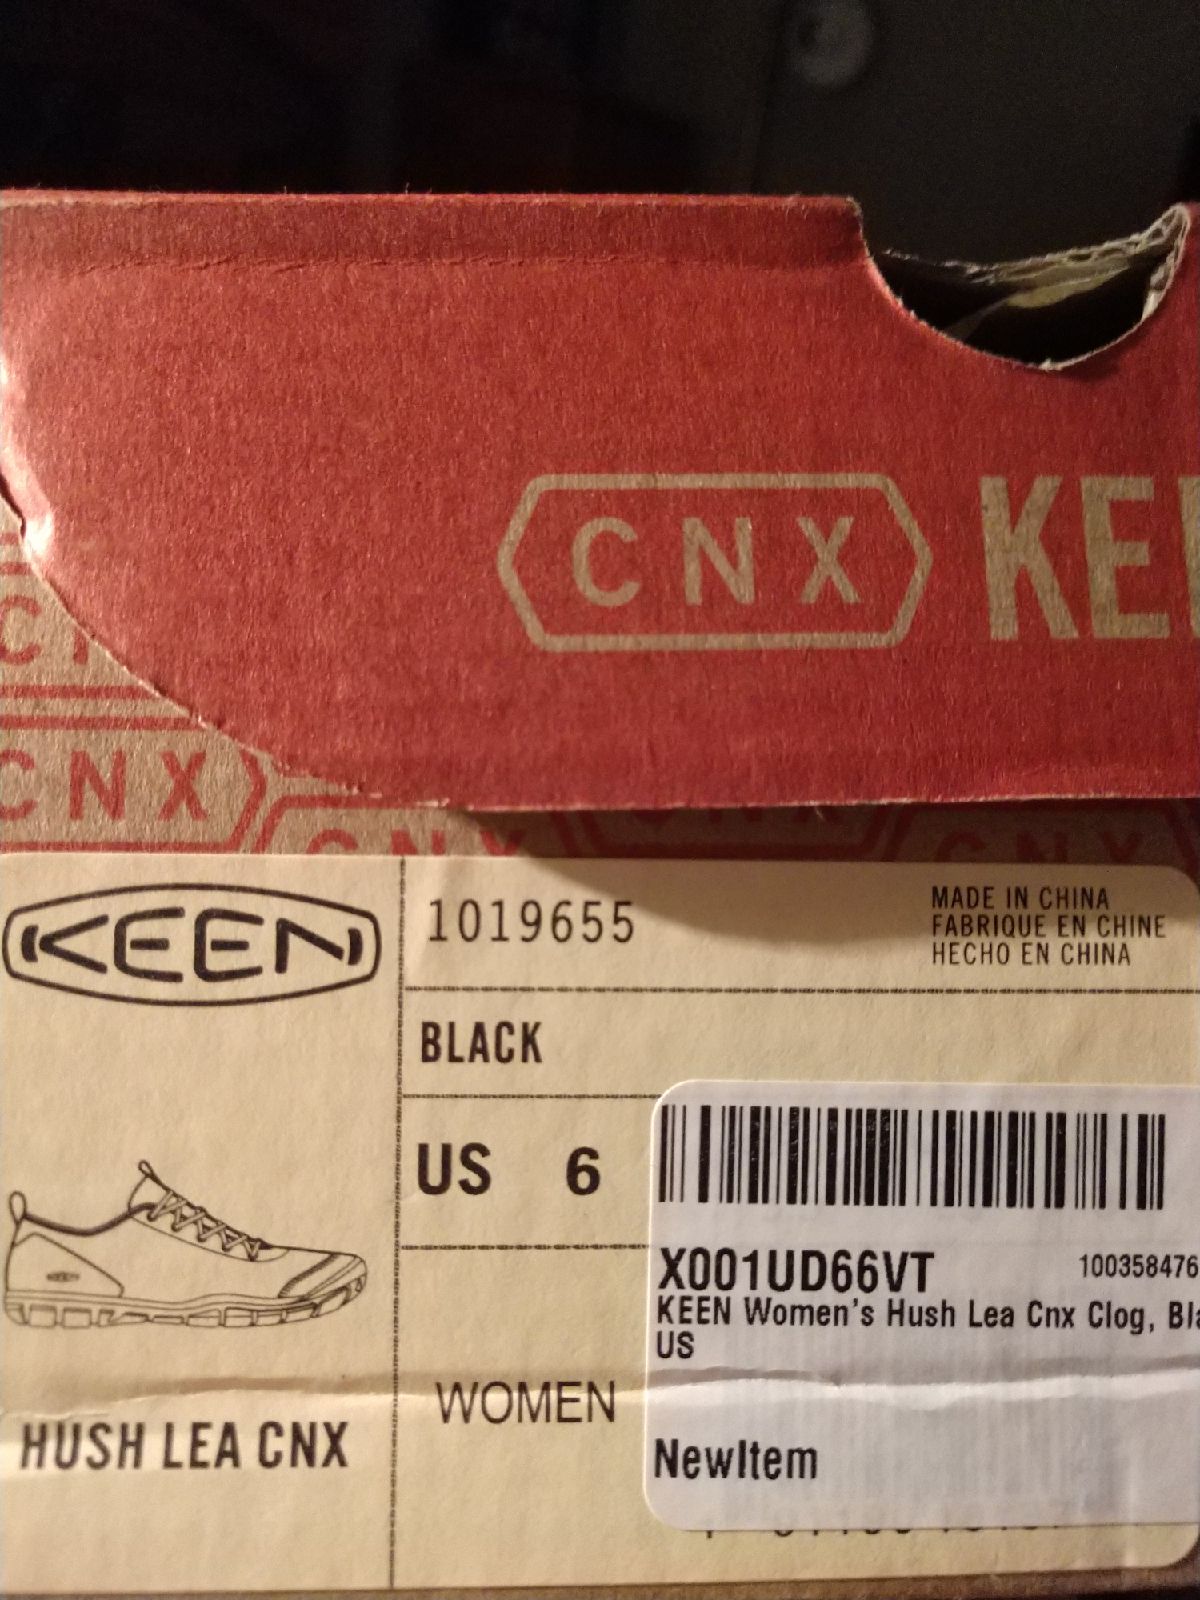 CNX KE
CNX
KEEN
1019655
MADE IN CHINA
FABRIQUE EN CHINE
HECHO EN CHINA
BLACK
US 6
X001UD66VT 100358476
KEEN Women's Hush Lea Cnx Clog, Bla
US
WOMEN
HUSH LEA CNX
NewItem